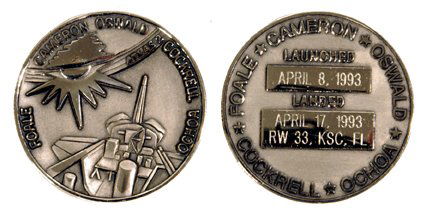 FOALE CAMERON OSWALD COCKRELL OCHOA
ATLAS 2
FOALE ★ CAMERON ★ OSWALD
LAUNCHED
APRIL 8, 1993
LANDED
APRIL 17, 1993
RW 33, KSC, FL
COCKRELL ★ OCHOA